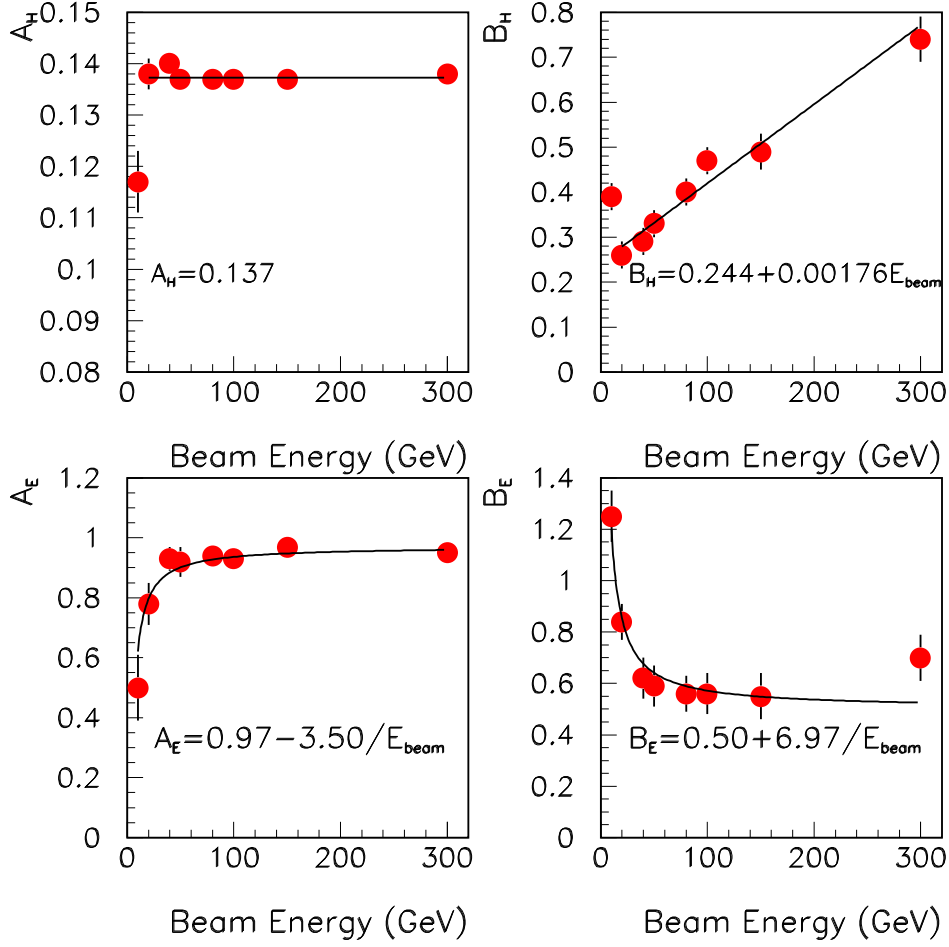 A_H
0.15
0.14
0.13
0.12
0.11
0.1
0.09
0.08
A_H=0.137
0 100 200 300
Beam Energy (GeV)
B_H
0.8
0.7
0.6
0.5
0.4
0.3
0.2
0.1
0
B_H=0.244+0.00176E_beam
0 100 200 300
Beam Energy (GeV)
A_E
1.2
1
0.8
0.6
0.4
0.2
0
A_E=0.97−3.50/E_beam
0 100 200 300
Beam Energy (GeV)
B_E
1.4
1.2
1
0.8
0.6
0.4
0.2
0
B_E=0.50+6.97/E_beam
0 100 200 300
Beam Energy (GeV)